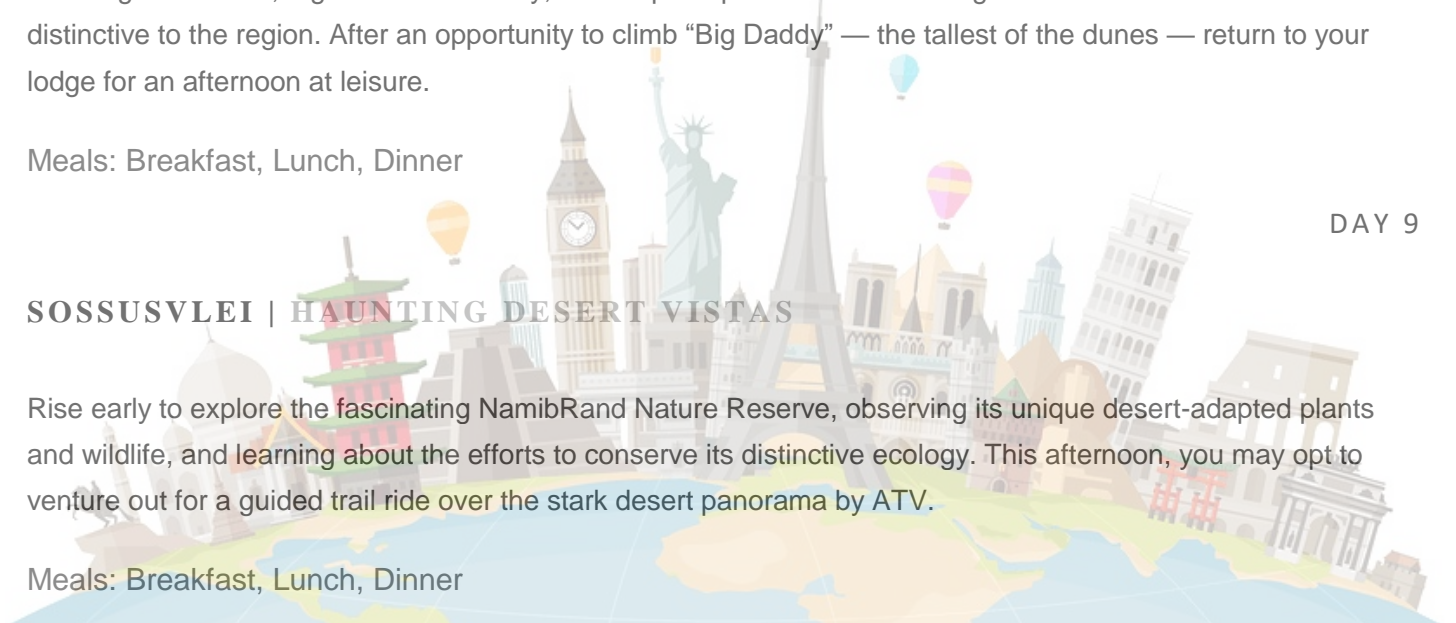 distinctive to the region. After an opportunity to climb “Big Daddy” — the tallest of the dunes — return to your
lodge for an afternoon at leisure.
Meals: Breakfast, Lunch, Dinner
DAY 9
SOSSUSVLEI | HAUNTING DESERT VISTAS
Rise early to explore the fascinating NamibRand Nature Reserve, observing its unique desert-adapted plants
and wildlife, and learning about the efforts to conserve its distinctive ecology. This afternoon, you may opt to
venture out for a guided trail ride over the stark desert panorama by ATV.
Meals: Breakfast, Lunch, Dinner